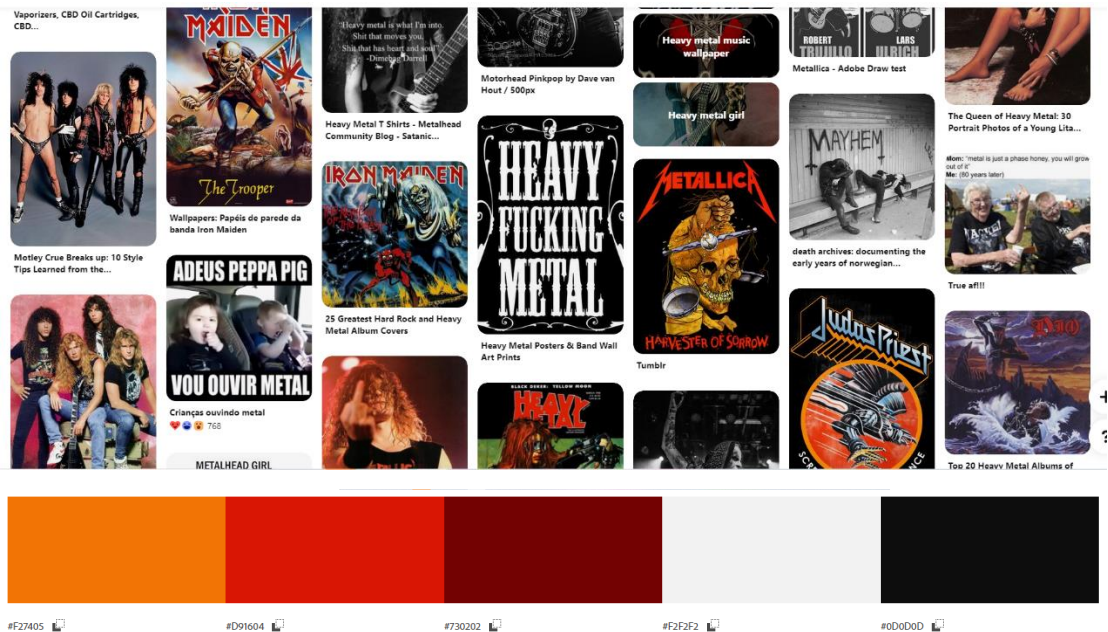 Vaporizers, CBD Oil Cartridges,
CBD...
Motley Crue Breaks up: 10 Style
Tips Learned from the...
MAIDEN
The Trooper
Wallpapers: Papéis de parede da
banda Iron Maiden
ADEUS PEPPA PIG
VOU OUVIR METAL
Crianças ouvindo metal
768
METALHEAD GIRL
"Heavy metal is what I'm into.
Shit that moves you.
Shit that has heart and soul"
-Dimebag Darrell
Heavy Metal T Shirts - Metalhead
Community Blog - Satanic...
IRON MAIDEN
25 Greatest Hard Rock and Heavy
Metal Album Covers
Motorhead Pinkpop by Dave van
Hout / 500px
HEAVY
FUCKING
METAL
Heavy Metal Posters & Band Wall
Art Prints
BLACK DEKER: YELLOW MOON
HEAVY
Heavy metal music
wallpaper
Heavy metal girl
METALLICA
HARVESTER OF SORROW
Tumblr
ROBERT
TRUJILLO
LARS
ULRICH
Metallica - Adobe Draw test
MAYHEM
death archives: documenting the
early years of norwegian...
Judas Priest
The Queen of Heavy Metal: 30
Portrait Photos of a Young Lita...
Mom: "metal is just a phase honey, you will grow
out of it"
Me: (80 years later)
True af!!!
DIO
Top 20 Heavy Metal Albums of
+
?
#F27405
#D91604
#730202
#F2F2F2
#0D0D0D